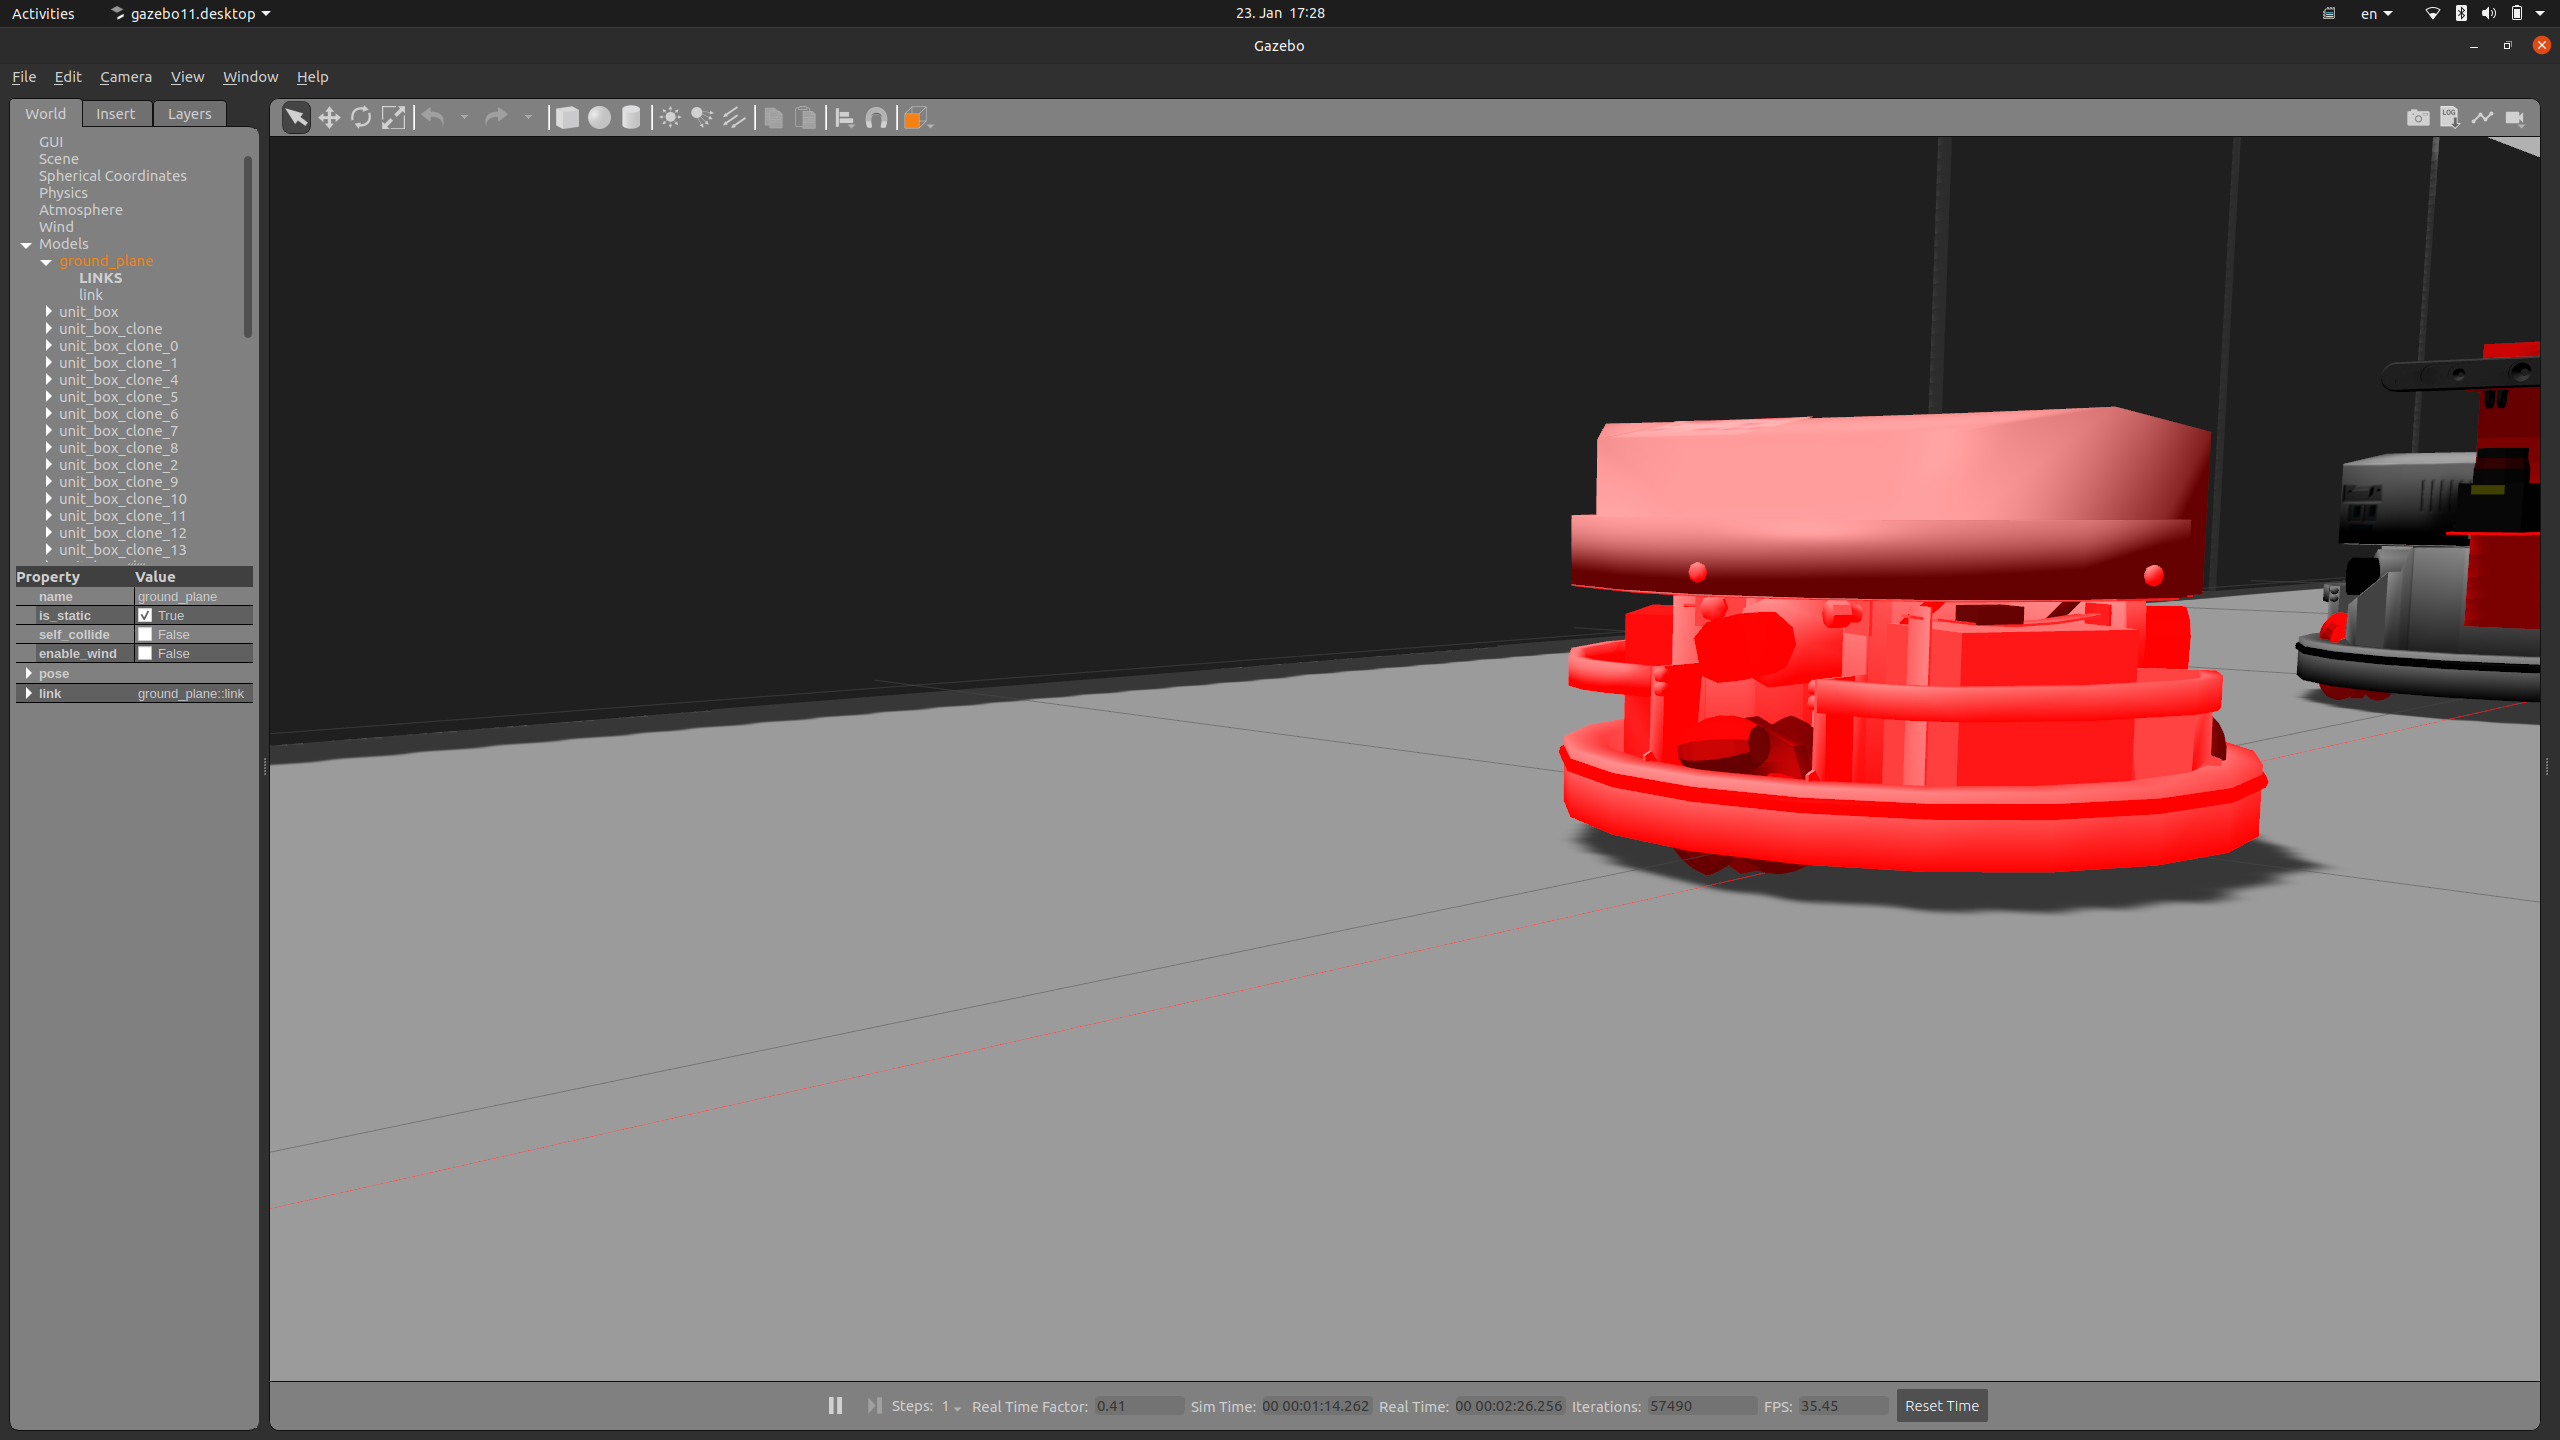 Activities gazebo11.desktop 23. Jan 17:28 en
Gazebo
File Edit Camera View Window Help
World Insert Layers
LOG
GUI
Scene
Spherical Coordinates
Physics
Atmosphere
Wind
Models
ground_plane
LINKS
link
unit_box
unit_box_clone
unit_box_clone_0
unit_box_clone_1
unit_box_clone_4
unit_box_clone_5
unit_box_clone_6
unit_box_clone_7
unit_box_clone_8
unit_box_clone_2
unit_box_clone_9
unit_box_clone_10
unit_box_clone_11
unit_box_clone_12
unit_box_clone_13
Property Value
name ground_plane
is_static True
self_collide False
enable_wind False
pose
link ground_plane::link
Steps: 1 Real Time Factor: 0.41 Sim Time: 00 00:01:14.262 Real Time: 00 00:02:26.256 Iterations: 57490 FPS: 35.45 Reset Time